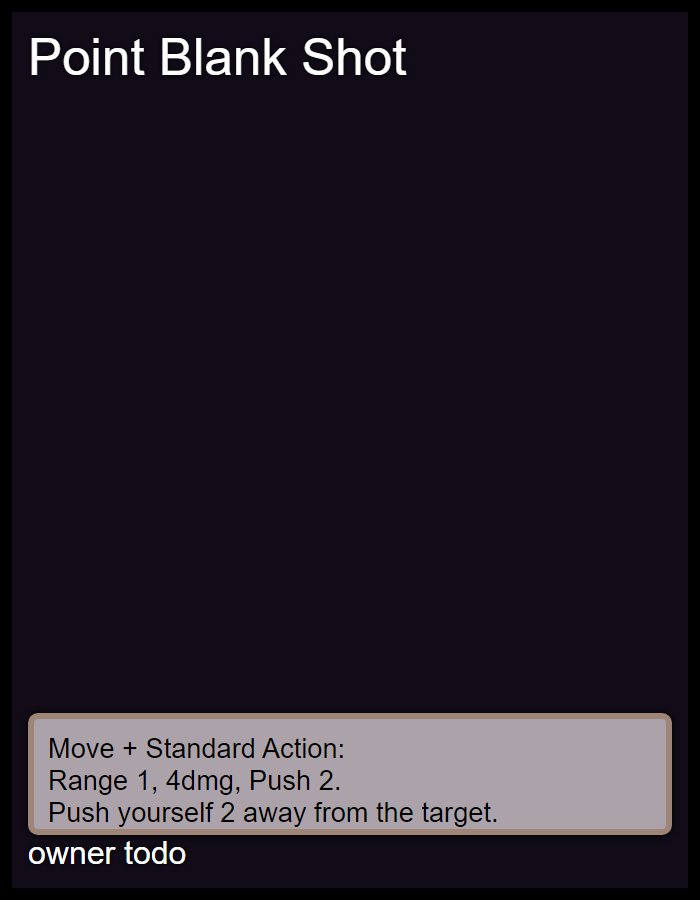 Point Blank Shot
Move + Standard Action:
Range 1, 4dmg, Push 2.
Push yourself 2 away from the target.
owner todo